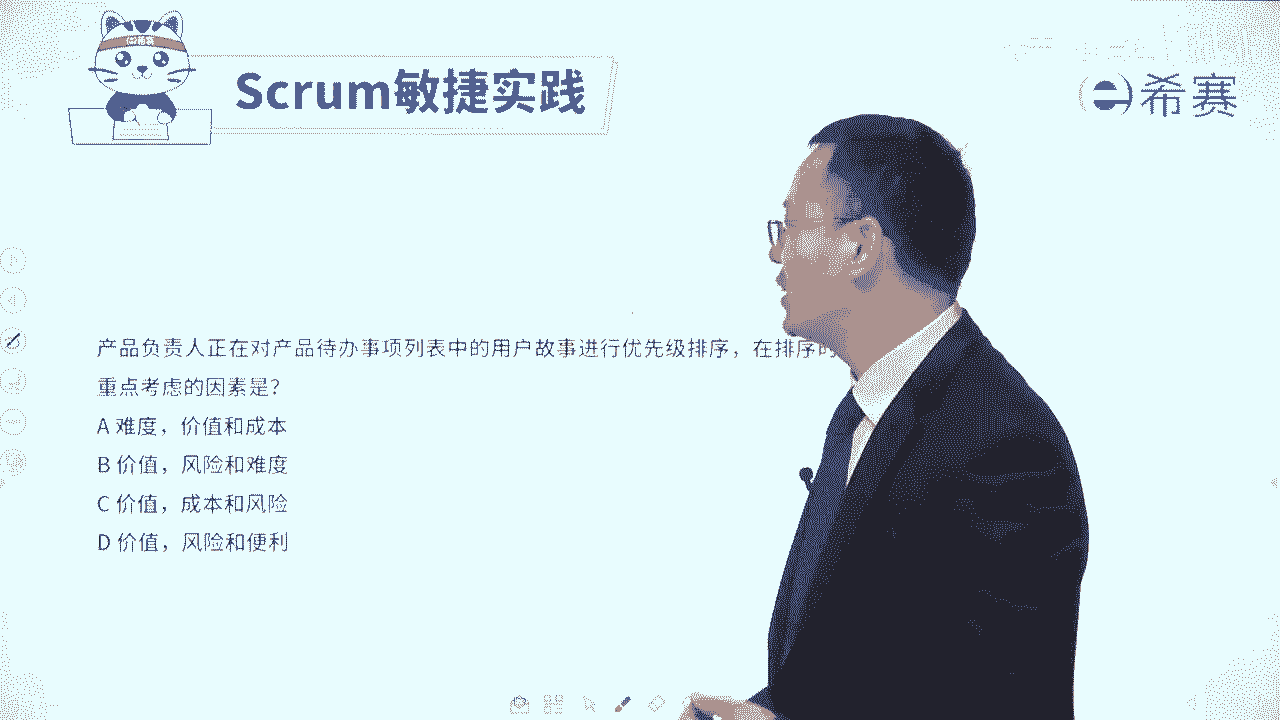 Scrum敏捷实践
希赛
产品负责人正在对产品待办事项列表中的用户故事进行优先级排序，在排序的
重点考虑的因素是？
A 难度，价值和成本
B 价值，风险和难度
C 价值，成本和风险
D 价值，风险和便利